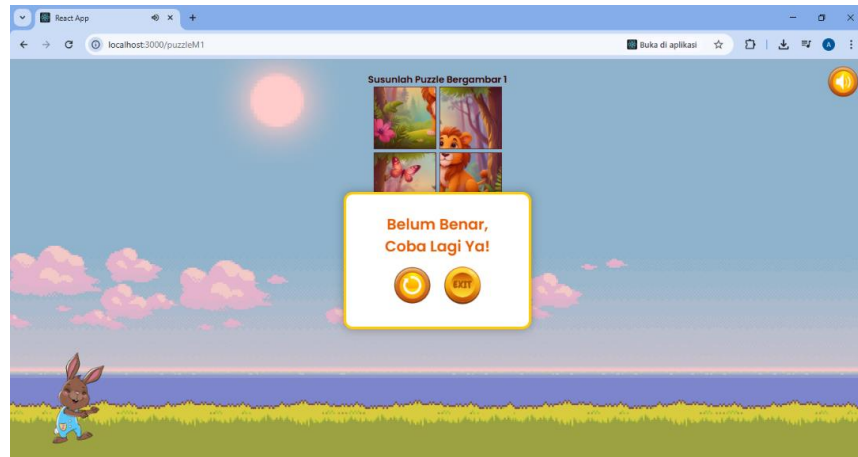 React App
localhost:3000/puzzleM1
Buka di aplikasi
A
Susunlah Puzzle Bergambar 1
Belum Benar,
Coba Lagi Ya!
EXIT